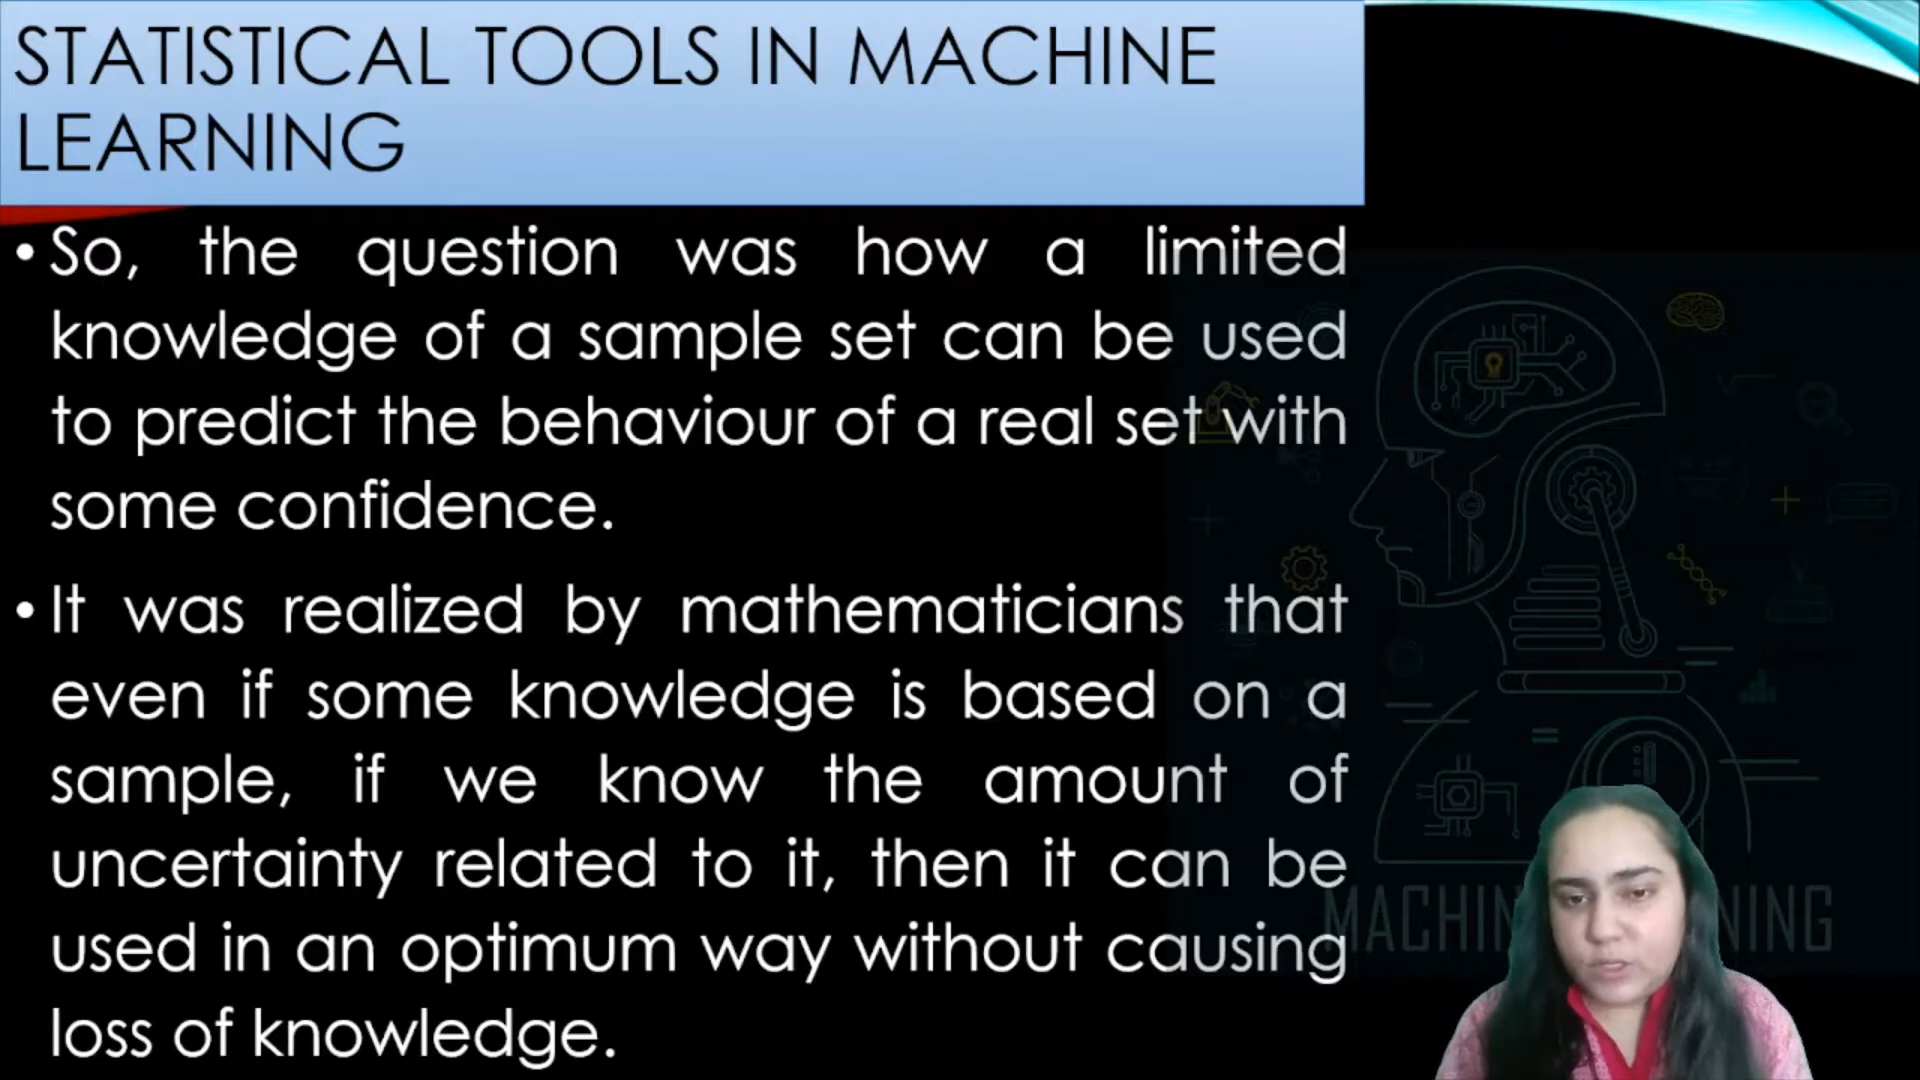 STATISTICAL TOOLS IN MACHINE
LEARNING
• So, the question was how a limited
knowledge of a sample set can be used
to predict the behaviour of a real set with
some confidence.
• It was realized by mathematicians that
even if some knowledge is based on a
sample, if we know the amount of
uncertainty related to it, then it can be
used in an optimum way without causing
loss of knowledge.
MACHIN NING